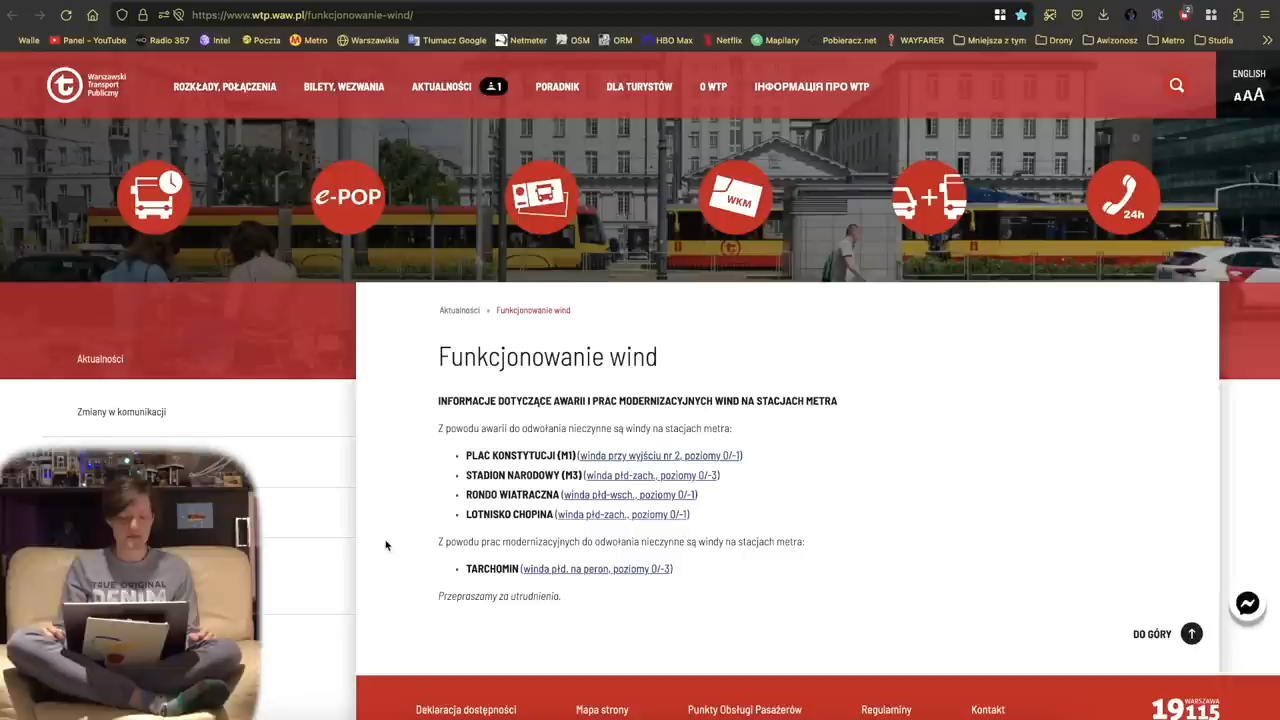 https://www.wtp.waw.pl/funkcjonowanie-wind/
2
Walle
Panel - YouTube
Radio 357
Intel
Poczta
Metro
Warszawikia
Tłumacz Google
Netmeter
OSM
ORM
HBO Max
Netflix
Mapilary
Pobieracz.net
WAYFARER
Mniejsza z tym
Drony
Awizonosz
Metro
Studia
Warszawski
Transport
Publiczny
ROZKŁADY, POŁĄCZENIA
BILETY, WEZWANIA
AKTUALNOŚCI
1
PORADNIK
DLA TURYSTÓW
O WTP
ІНФОРМАЦІЯ ПРО WTP
ENGLISH
AAA
e-POP
WKM
24h
Aktualności » Funkcjonowanie wind
Aktualności
Zmiany w komunikacji
Funkcjonowanie wind
INFORMACJE DOTYCZĄCE AWARII I PRAC MODERNIZACYJNYCH WIND NA STACJACH METRA
Z powodu awarii do odwołania nieczynne są windy na stacjach metra:
PLAC KONSTYTUCJI (M1) (winda przy wyjściu nr 2, poziomy 0/-1)
STADION NARODOWY (M3) (winda płd-zach., poziomy 0/-3)
RONDO WIATRACZNA (winda płd-wsch., poziomy 0/-1)
LOTNISKO CHOPINA (winda płd-zach., poziomy 0/-1)
Z powodu prac modernizacyjnych do odwołania nieczynne są windy na stacjach metra:
TARCHOMIN (winda płd. na peron, poziomy 0/-3)
Przepraszamy za utrudnienia.
DO GÓRY
TRUE ORIGINAL
DENIM
Deklaracja dostępności
Mapa strony
Punkty Obsługi Pasażerów
Regulaminy
Kontakt
WARSZAWA
19115